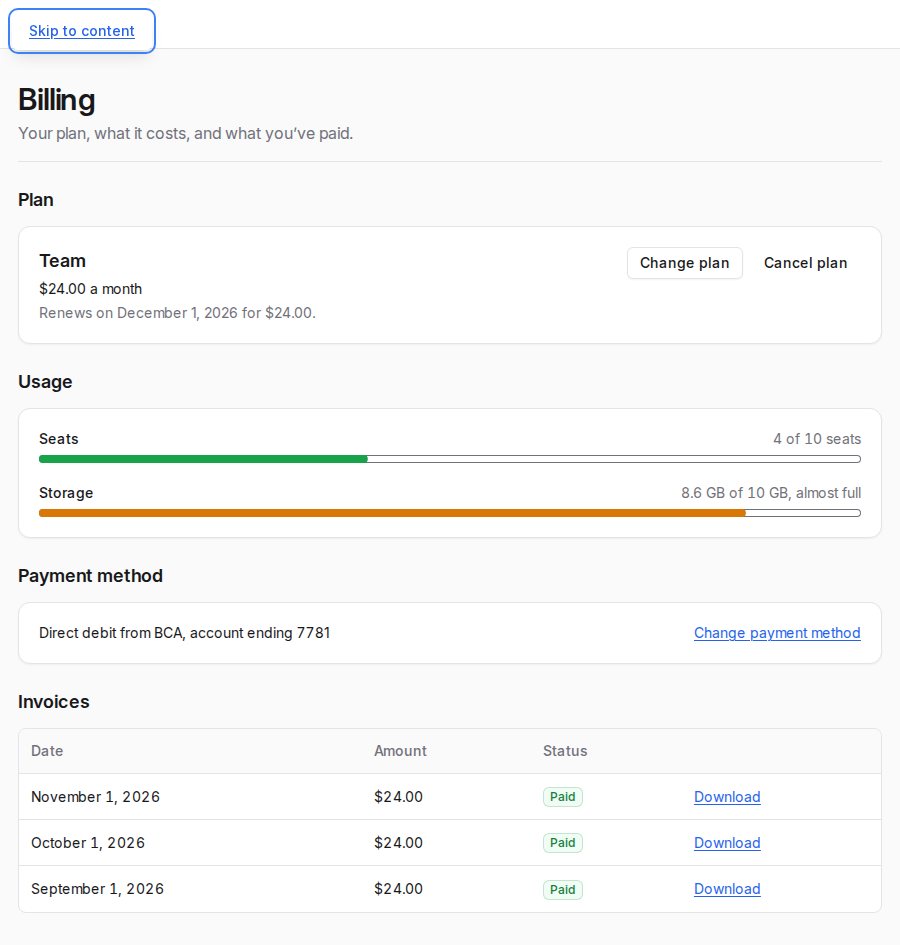 Skip to content
Billing
Your plan, what it costs, and what you’ve paid.
Plan
Team
Change plan
Cancel plan
$24.00 a month
Renews on December 1, 2026 for $24.00.
Usage
Seats
4 of 10 seats
Storage
8.6 GB of 10 GB, almost full
Payment method
Direct debit from BCA, account ending 7781
Change payment method
Invoices
Date Amount Status
November 1, 2026 $24.00 Paid Download
October 1, 2026 $24.00 Paid Download
September 1, 2026 $24.00 Paid Download